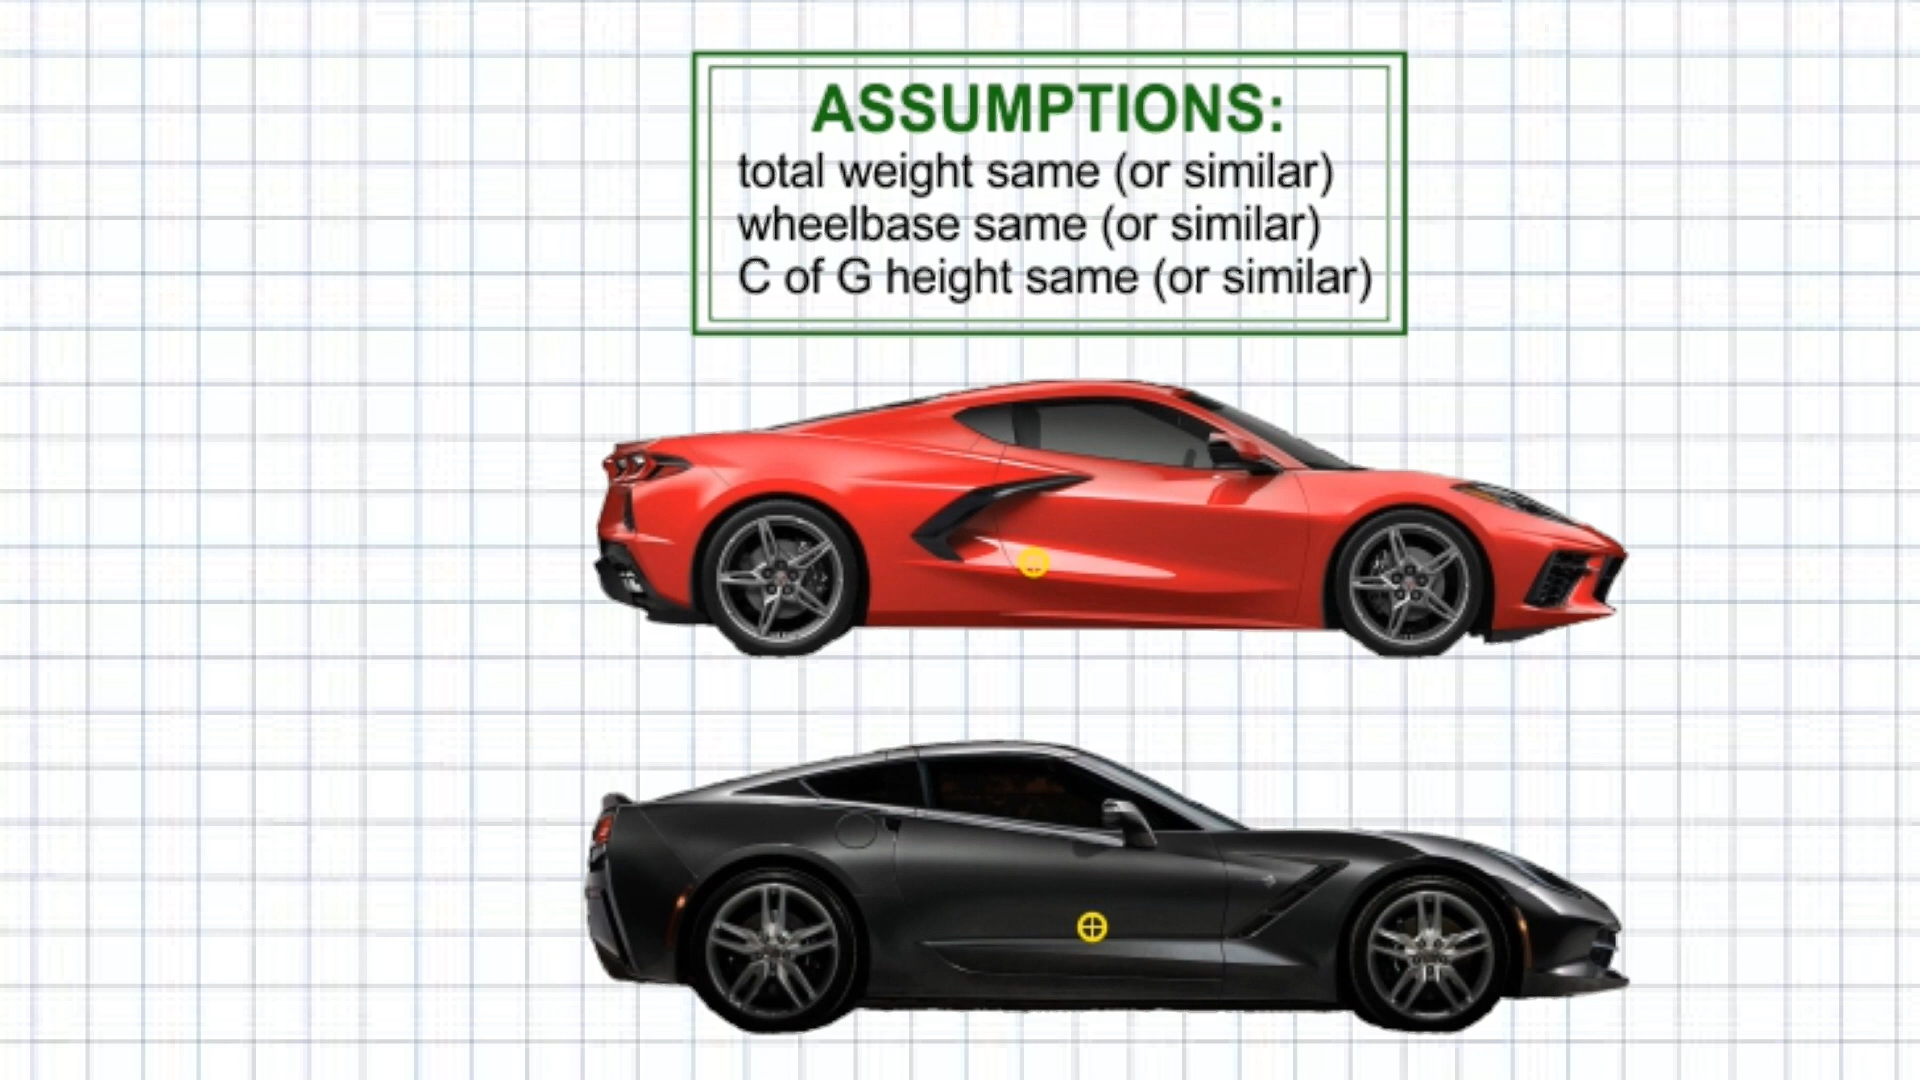 ASSUMPTIONS:
total weight same (or similar)
wheelbase same (or similar)
C of G height same (or similar)